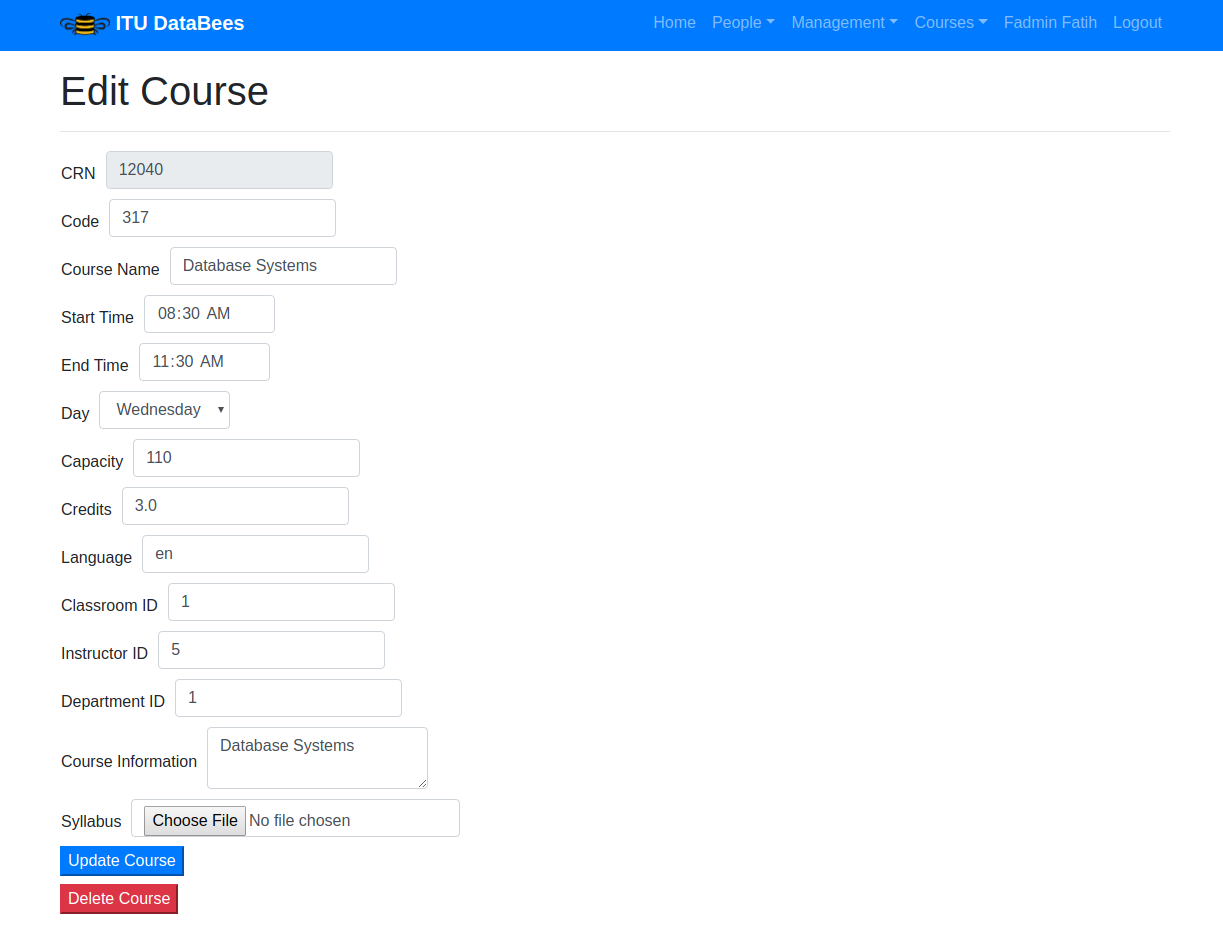 ITU DataBees Home People Management Courses Fadmin Fatih Logout
Edit Course
CRN 12040
Code 317
Course Name Database Systems
Start Time 08:30 AM
End Time 11:30 AM
Day Wednesday
Capacity 110
Credits 3.0
Language en
Classroom ID 1
Instructor ID 5
Department ID 1
Course Information Database Systems
Syllabus Choose File No file chosen
Update Course
Delete Course